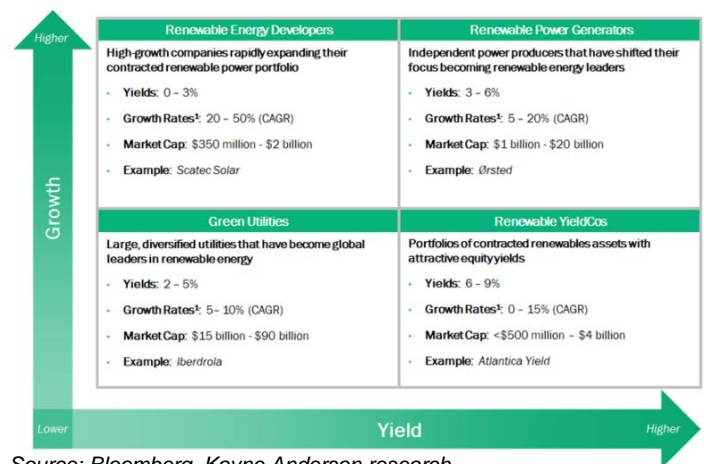 Higher
Growth
Renewable Energy Developers
High-growth companies rapidly expanding their
contracted renewable power portfolio
· Yields: 0 – 3%
· Growth Rates¹: 20 – 50% (CAGR)
· Market Cap: $350 million - $2 billion
· Example: Scatec Solar
Renewable Power Generators
Independent power producers that have shifted their
focus becoming renewable energy leaders
· Yields: 3 – 6%
· Growth Rates¹: 5 – 20% (CAGR)
· Market Cap: $1 billion - $20 billion
· Example: Ørsted
Green Utilities
Large, diversified utilities that have become global
leaders in renewable energy
· Yields: 2 – 5%
· Growth Rates¹: 5– 10% (CAGR)
· Market Cap: $15 billion - $90 billion
· Example: Iberdrola
Renewable YieldCos
Portfolios of contracted renewables assets with
attractive equity yields
· Yields: 6 – 9%
· Growth Rates¹: 0 – 15% (CAGR)
· Market Cap: <$500 million – $4 billion
· Example: Atlantica Yield
Lower
Yield
Higher
Source: Bloomberg, Kayne Anderson research